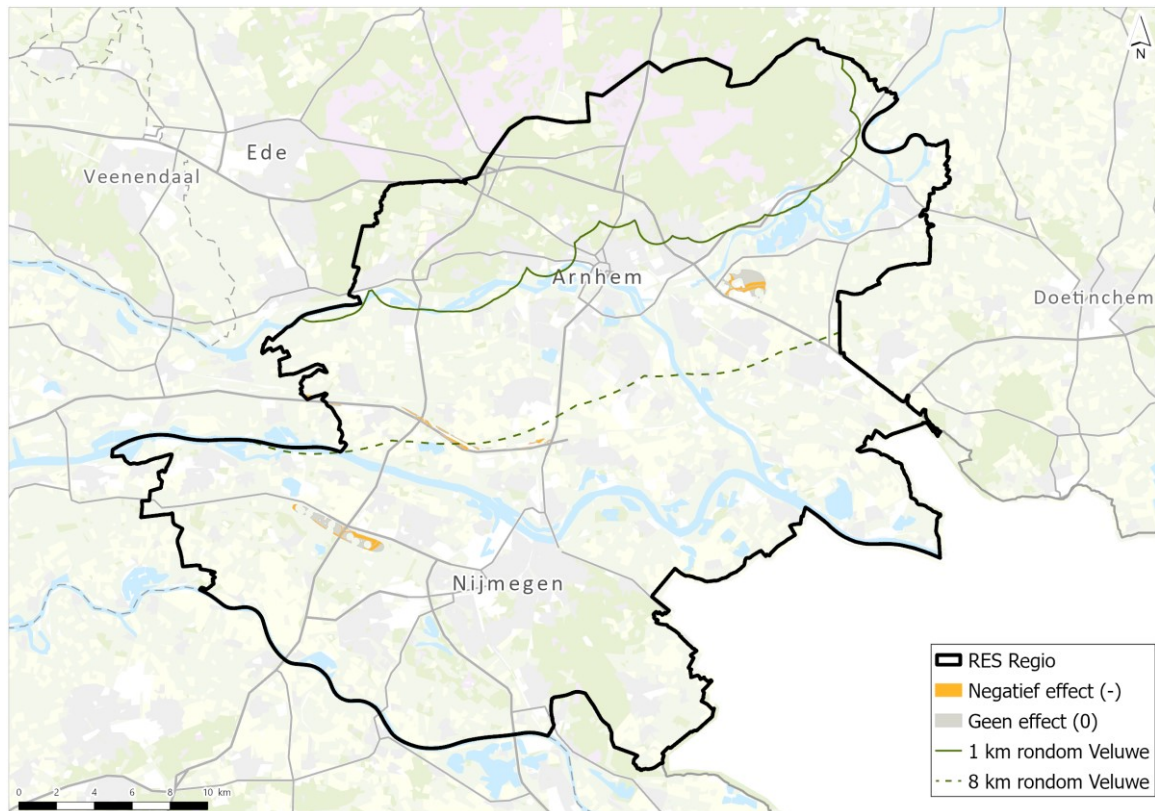 N
Ede
Veenendaal
Arnhem
Doetinchem
Nijmegen
RES Regio
Negatief effect (-)
Geen effect (0)
1 km rondom Veluwe
8 km rondom Veluwe
0 2 4 6 8 10 km